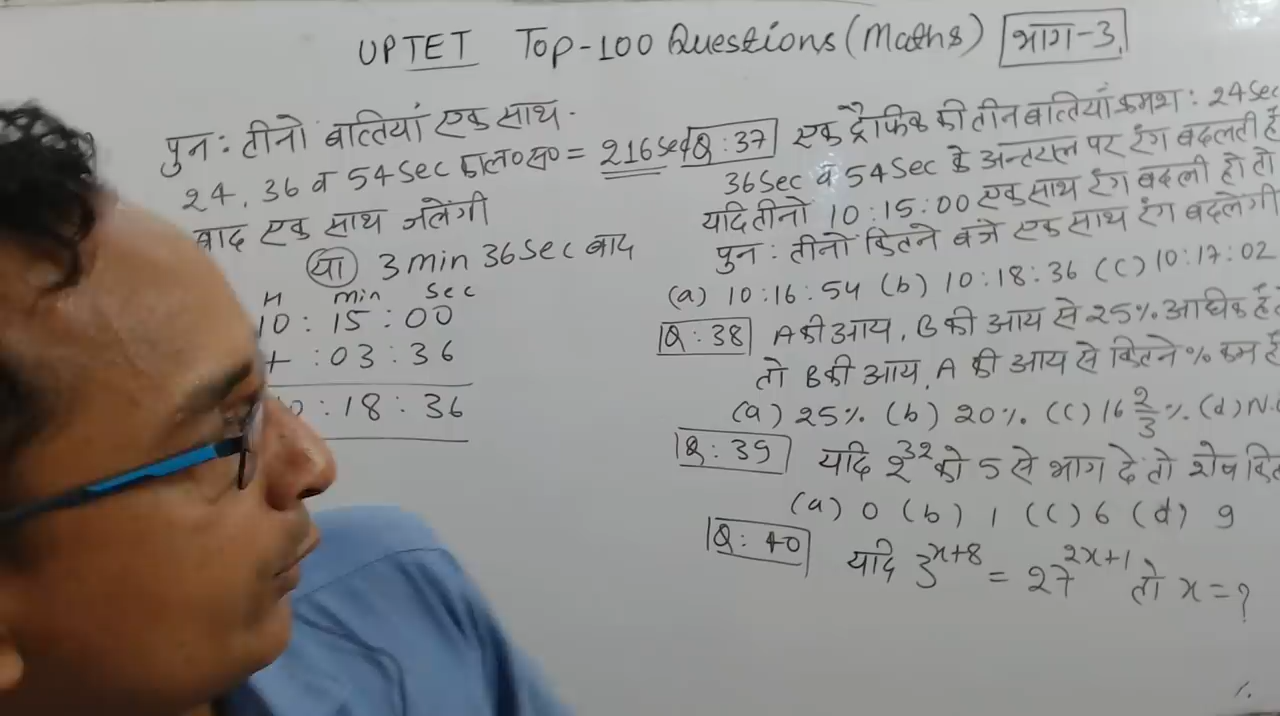 UPTET Top-100 Questions (Maths) भाग-3
पुन: तीनो बत्तियां एक साथ
24, 36 व 54 Sec का ल०स० = 216 Sec
बाद एक साथ जलेंगी
या 3 min 36 Sec बाद
H min Sec
10 : 15 : 00
+ : 03 : 36
: 18 : 36
Q : 37 एक ट्रैफिक की तीन बत्तियां क्रमश : 24 Sec
36 Sec व 54 Sec के अन्तराल पर रंग बदलती हैं
यदि तीनो 10 : 15 : 00 एक साथ रंग बदली हो तो
पुन : तीनों कितने बजे एक साथ रंग बदलेगी
(a) 10 : 16 : 54 (b) 10 : 18 : 36 (c) 10 : 17 : 02
Q : 38 A की आय, B की आय से 25% अधिक है
तो B की आय, A की आय से कितने % कम है
(a) 25% (b) 20% (c) 16 2/3 % (d) N.
Q : 39 यदि 2^32 को 5 से भाग दे तो शेष
(a) 0 (b) 1 (c) 6 (d) 9
Q : 40 यदि 3^x+8 = 27^2x+1 तो x = ?